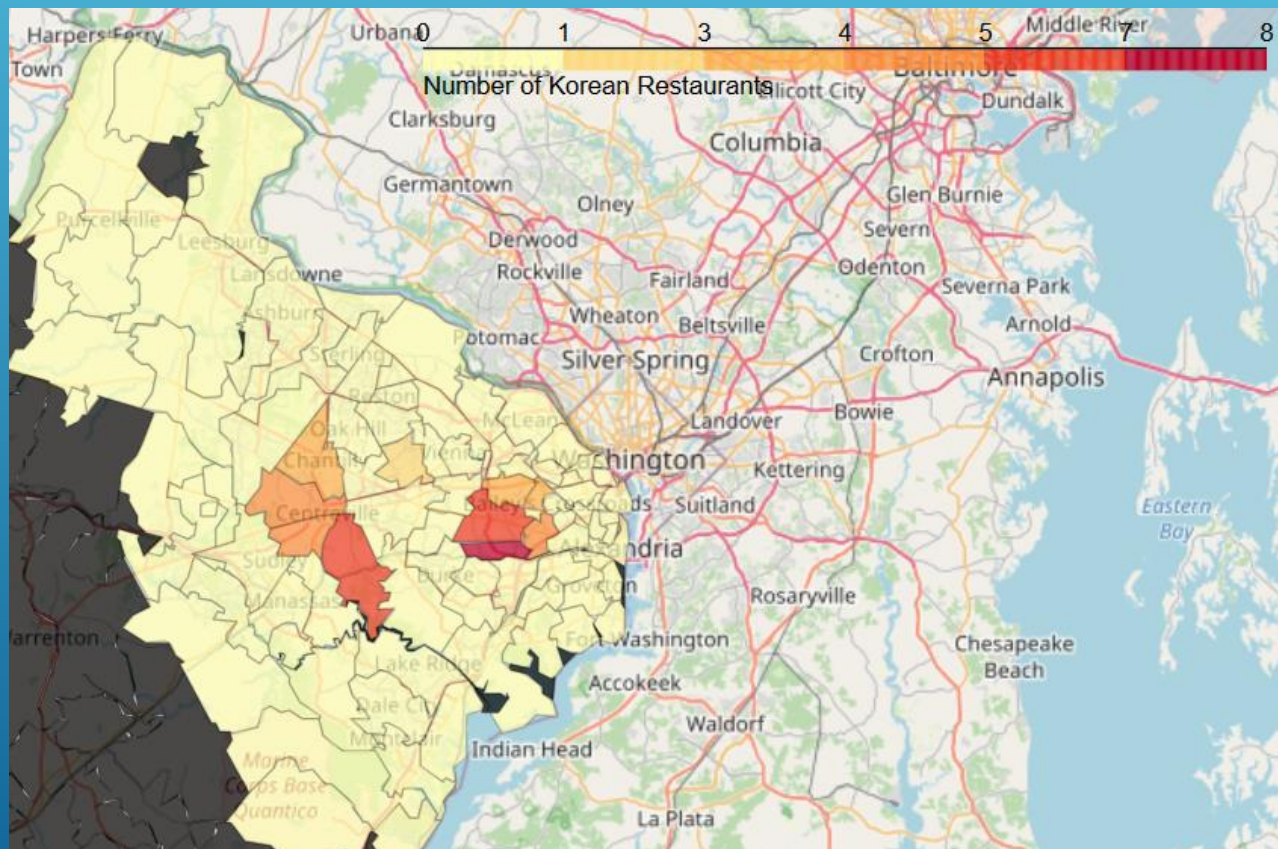 Harpers Ferry
Urbana
0 1 3 4 5 7 8
Middle River
Town
Damascus
Baltimore
Number of Korean Restaurants
Ellicott City
Dundalk
Clarksburg
Columbia
Germantown
Glen Burnie
Olney
Purcellville
Severn
Leesburg
Derwood
Lansdowne
Rockville
Fairland
Odenton
Severna Park
Ashburn
Wheaton
Beltsville
Arnold
Potomac
Sterling
Silver Spring
Crofton
Annapolis
Reston
McLean
Landover
Bowie
Oak Hill
Vienna
Chantilly
Washington
Kettering
Centreville
Bailey's Crossroads
Suitland
Eastern
Bay
Alexandria
Sudley
Burke
Groveton
Manassas
Rosaryville
Warrenton
Fort Washington
Chesapeake
Beach
Lake Ridge
Accokeek
Dale City
Waldorf
Montclair
Indian Head
Marine
Corps Base
Quantico
La Plata